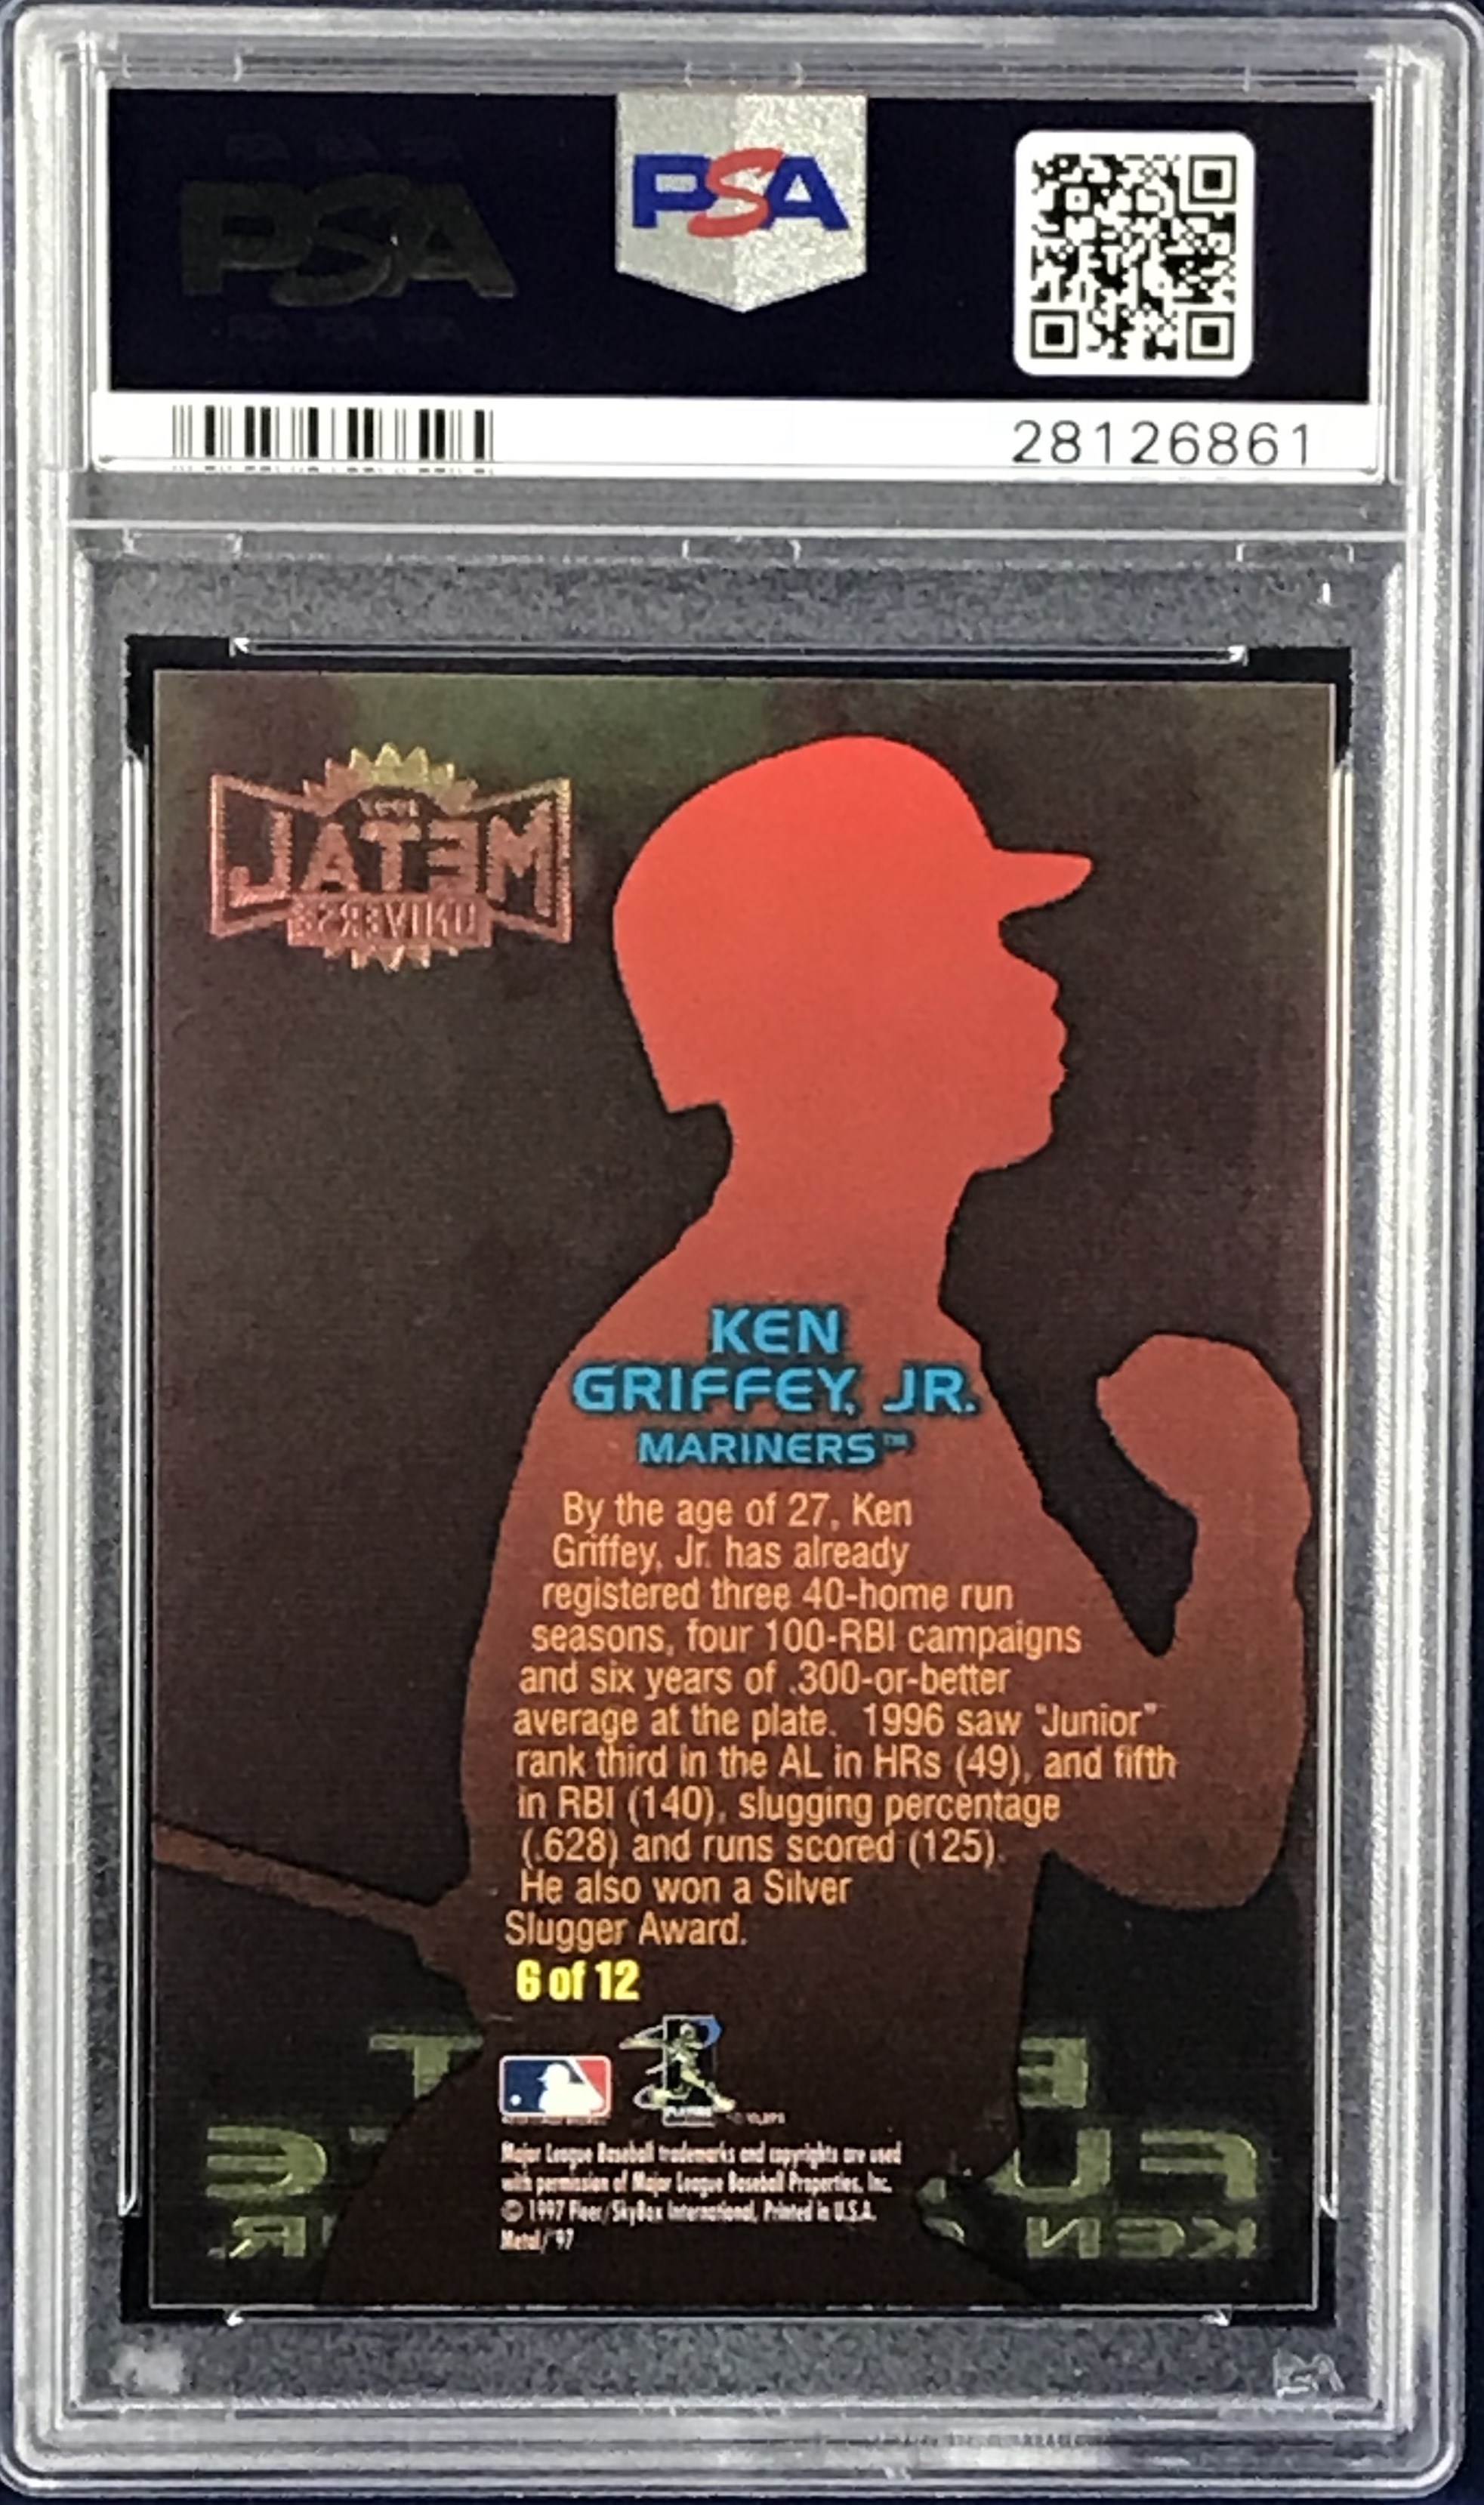 PSA
PSA
28126861
1997
METAL
UNIVERSE
KEN
GRIFFEY, JR.
MARINERS™
By the age of 27, Ken
Griffey, Jr. has already
registered three 40-home run
seasons, four 100-RBI campaigns
and six years of .300-or-better
average at the plate. 1996 saw "Junior"
rank third in the AL in HRs (49), and fifth
in RBI (140), slugging percentage
(.628) and runs scored (125).
He also won a Silver
Slugger Award.
6 of 12
PLAYERS
Major League Baseball trademarks and copyrights are used
with permission of Major League Baseball Properties, Inc.
© 1997 Fleer/SkyBox International, Printed in U.S.A.
Metal/'97
KEN